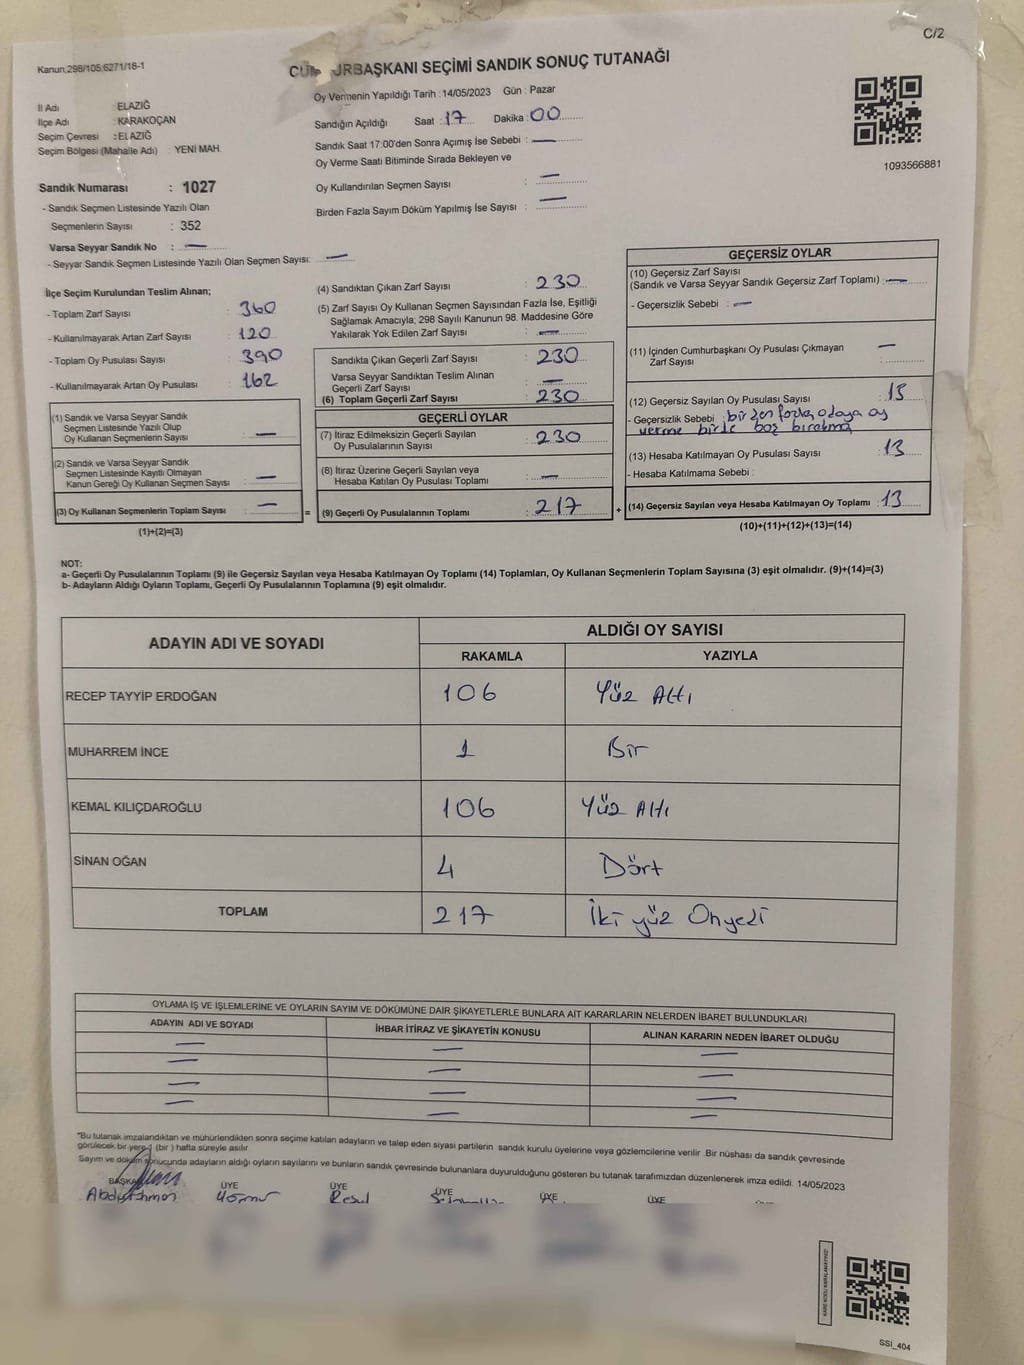 C/2
Kanun,298/105;6271/18-1
URBAŞKANI SEÇİMİ SANDIK SONUÇ TUTANAĞI
Oy Vermenin Yapıldığı Tarih :14/05/2023 Gün : Pazar
İl Adı : ELAZIĞ
İlçe Adı : KARAKOÇAN
Seçim Çevresi : ELAZIĞ
Seçim Bölgesi (Mahalle Adı) : YENİ MAH.
Sandığın Açıldığı Saat : 17 Dakika : 00
Sandık Saat 17:00'den Sonra Açımış İse Sebebi : —
Oy Verme Saati Bitiminde Sırada Bekleyen ve
Oy Kullandırılan Seçmen Sayısı : —
Birden Fazla Sayım Döküm Yapılmış İse Sayısı : —
1093566881
Sandık Numarası : 1027
- Sandık Seçmen Listesinde Yazılı Olan
Seçmenlerin Sayısı : 352
Varsa Seyyar Sandık No : —
- Seyyar Sandık Seçmen Listesinde Yazılı Olan Seçmen Sayısı: —
İlçe Seçim Kurulundan Teslim Alınan;
- Toplam Zarf Sayısı : 360
- Kullanılmayarak Artan Zarf Sayısı : 120
- Toplam Oy Pusulası Sayısı : 390
- Kullanılmayarak Artan Oy Pusulası : 162
(1) Sandık ve Varsa Seyyar Sandık
Seçmen Listesinde Yazılı Olup
Oy Kullanan Seçmenlerin Sayısı : —
(2) Sandık ve Varsa Seyyar Sandık
Seçmen Listesinde Kayıtlı Olmayan
Kanun Gereği Oy Kullanan Seçmen Sayısı : —
(3) Oy Kullanan Seçmenlerin Toplam Sayısı : —
(1)+(2)=(3)
=
(4) Sandıktan Çıkan Zarf Sayısı : 230
(5) Zarf Sayısı Oy Kullanan Seçmen Sayısından Fazla İse, Eşitliği
Sağlamak Amacıyla; 298 Sayılı Kanunun 98. Maddesine Göre
Yakılarak Yok Edilen Zarf Sayısı : —
Sandıkta Çıkan Geçerli Zarf Sayısı : 230
Varsa Seyyar Sandıktan Teslim Alınan
Geçerli Zarf Sayısı : —
(6) Toplam Geçerli Zarf Sayısı : 230
GEÇERLİ OYLAR
(7) İtiraz Edilmeksizin Geçerli Sayılan
Oy Pusulalarının Sayısı : 230
(8) İtiraz Üzerine Geçerli Sayılan veya
Hesaba Katılan Oy Pusulası Toplamı : —
(9) Geçerli Oy Pusulalarının Toplamı : 217
+
GEÇERSİZ OYLAR
(10) Geçersiz Zarf Sayısı
(Sandık ve Varsa Seyyar Sandık Geçersiz Zarf Toplamı) : —
- Geçersizlik Sebebi : —
(11) İçinden Cumhurbaşkanı Oy Pusulası Çıkmayan
Zarf Sayısı : —
(12) Geçersiz Sayılan Oy Pusulası Sayısı : 13
- Geçersizlik Sebebi : birden fazla adaya oy
verme birde boş bırakma
(13) Hesaba Katılmayan Oy Pusulası Sayısı : 13
- Hesaba Katılmama Sebebi :
(14) Geçersiz Sayılan veya Hesaba Katılmayan Oy Toplamı : 13
(10)+(11)+(12)+(13)=(14)
NOT:
a- Geçerli Oy Pusulalarının Toplamı (9) ile Geçersiz Sayılan veya Hesaba Katılmayan Oy Toplamı (14) Toplamları, Oy Kullanan Seçmenlerin Toplam Sayısına (3) eşit olmalıdır. (9)+(14)=(3)
b- Adayların Aldığı Oyların Toplamı, Geçerli Oy Pusulalarının Toplamına (9) eşit olmalıdır.
ADAYIN ADI VE SOYADI ALDIĞI OY SAYISI
RAKAMLA YAZIYLA
RECEP TAYYİP ERDOĞAN 106 Yüz Altı
MUHARREM İNCE 1 Bir
KEMAL KILIÇDAROĞLU 106 Yüz Altı
SİNAN OĞAN 4 Dört
TOPLAM 217 İki yüz Onyedi
OYLAMA İŞ VE İŞLEMLERİNE VE OYLARIN SAYIM VE DÖKÜMÜNE DAİR ŞİKAYETLERLE BUNLARA AİT KARARLARIN NELERDEN İBARET BULUNDUKLARI
ADAYIN ADI VE SOYADI İHBAR İTİRAZ VE ŞİKAYETİN KONUSU ALINAN KARARIN NEDEN İBARET OLDUĞU
— — —
— — —
— — —
— — —
*Bu tutanak imzalandıktan ve mühürlendikten sonra seçime katılan adayların ve talep eden siyasi partilerin sandık kurulu üyelerine veya gözlemcilerine verilir .Bir nüshası da sandık çevresinde
görülecek bir yere 1 (bir ) hafta süreyle asılır
Sayım ve döküm sonucunda adayların aldığı oyların sayılarını ve bunların sandık çevresinde bulunanlara duyurulduğunu gösteren bu tutanak tarafımızdan düzenlenerek imza edildi. 14/05/2023
BAŞKAN ÜYE ÜYE ÜYE ÜYE ÜYE
Abdurrahman Resul
SSI_404